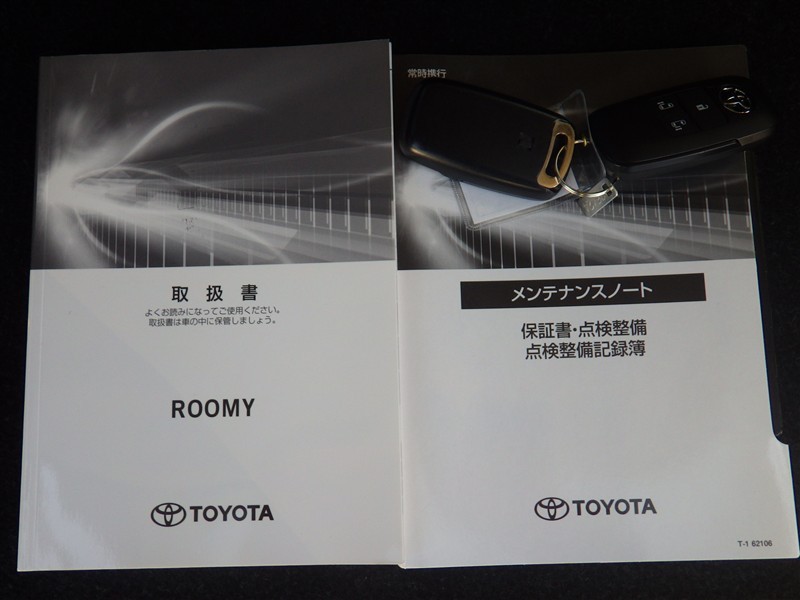 取扱書
よくお読みになってご使用ください。
取扱書は車の中に保管しましょう。
ROOMY
TOYOTA
常時携行
メンテナンスノート
保証書・点検整備
点検整備記録簿
TOYOTA
T-1 62106